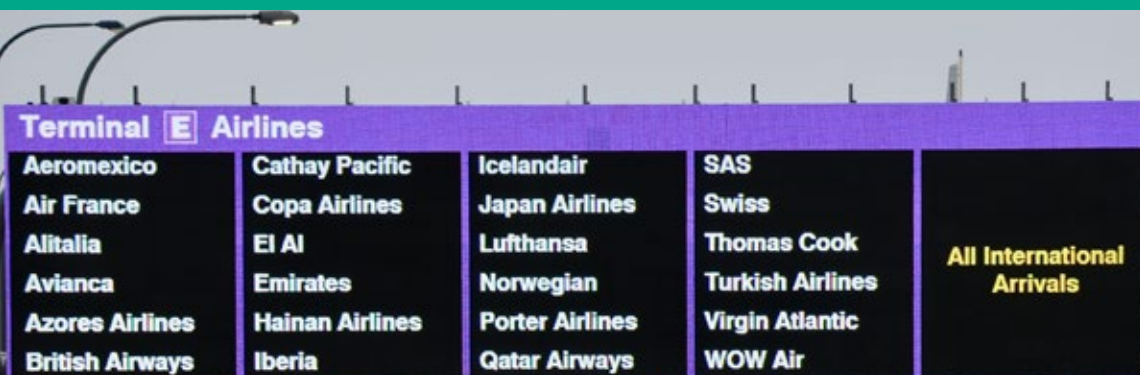 Terminal E Airlines
Aeromexico
Air France
Alitalia
Avianca
Azores Airlines
British Airways
Cathay Pacific
Copa Airlines
El Al
Emirates
Hainan Airlines
Iberia
Icelandair
Japan Airlines
Lufthansa
Norwegian
Porter Airlines
Qatar Airways
SAS
Swiss
Thomas Cook
Turkish Airlines
Virgin Atlantic
WOW Air
All International
Arrivals